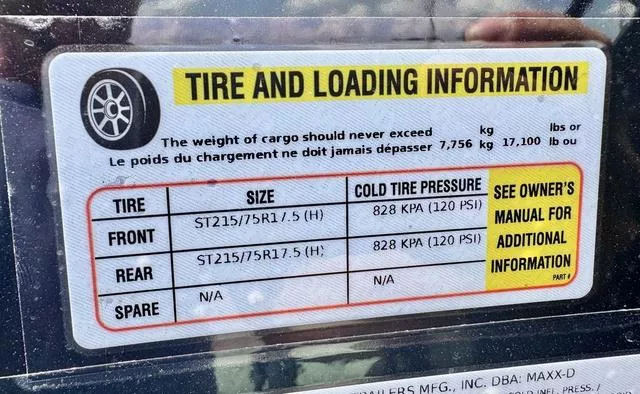 TIRE AND LOADING INFORMATION
The weight of cargo should never exceed kg lbs or
Le poids du chargement ne doit jamais dépasser 7,756 kg 17,100 lb ou
TIRE SIZE COLD TIRE PRESSURE SEE OWNER'S MANUAL FOR ADDITIONAL INFORMATION
FRONT ST215/75R17.5 (H) 828 KPA (120 PSI)
REAR ST215/75R17.5 (H) 828 KPA (120 PSI)
SPARE N/A N/A
PART #
MFG., INC. DBA: MAXX-D
INFL. PRESS. /